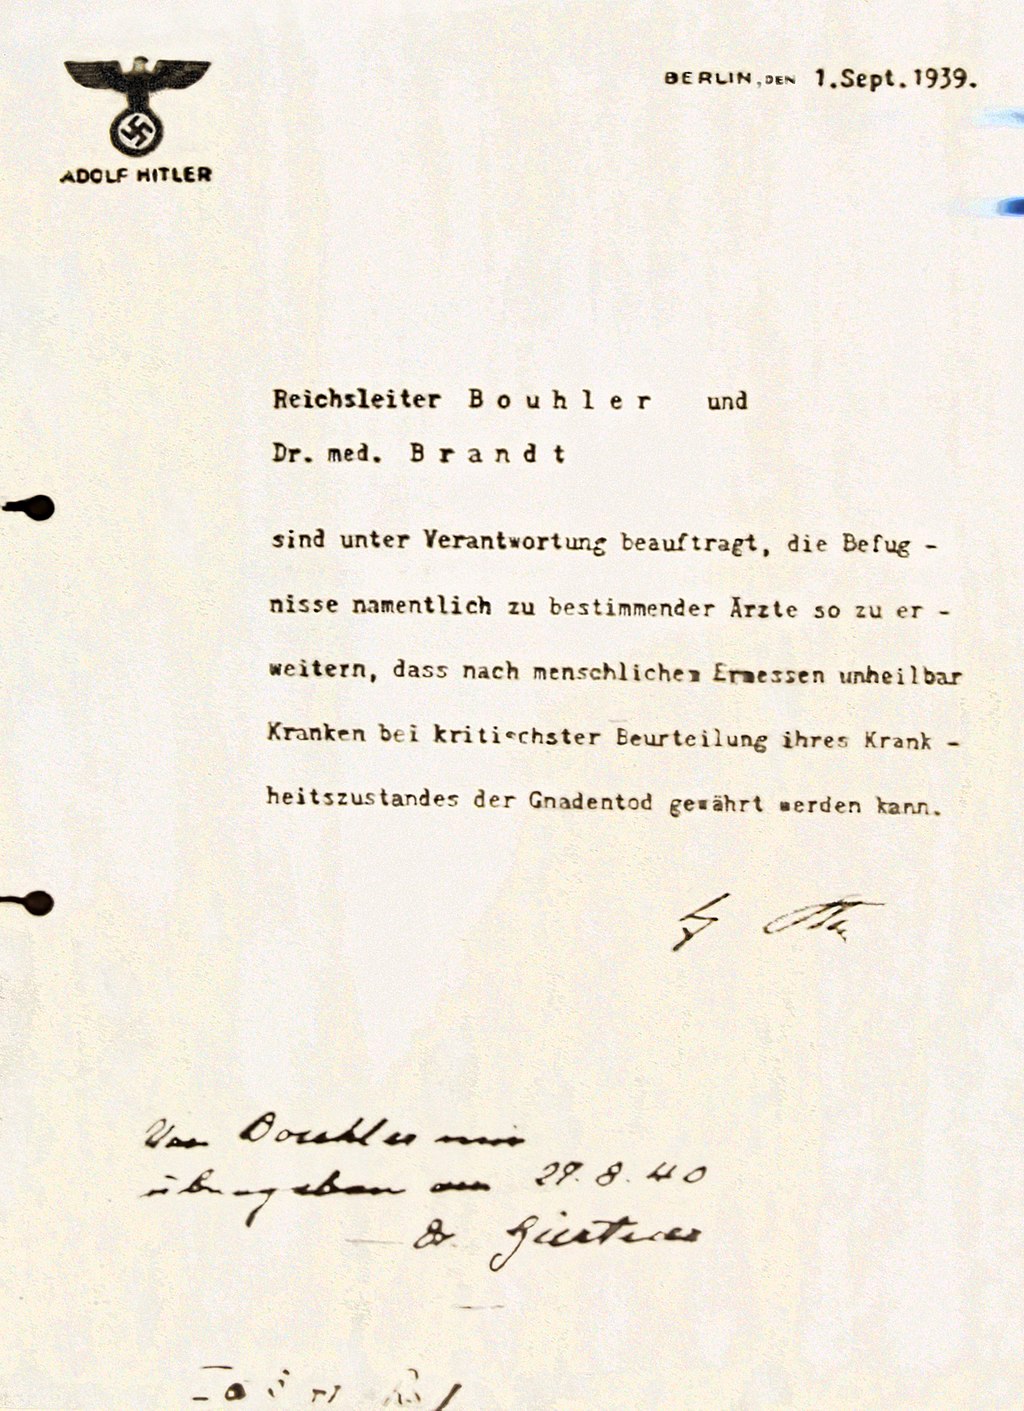 BERLIN, DEN 1.Sept.1939.
ADOLF HITLER
Reichsleiter B o u h l e r und
Dr. med. B r a n d t
sind unter Verantwortung beauftragt, die Befug -
nisse namentlich zu bestimmender Ärzte so zu er -
weitern, dass nach menschlichem Ermessen unheilbar
Kranken bei kritischster Beurteilung ihres Krank -
heitszustandes der Gnadentod gewährt werden kann.
Von Bouhler mir
übergeben am 27.8.40
Dr. Gürtner